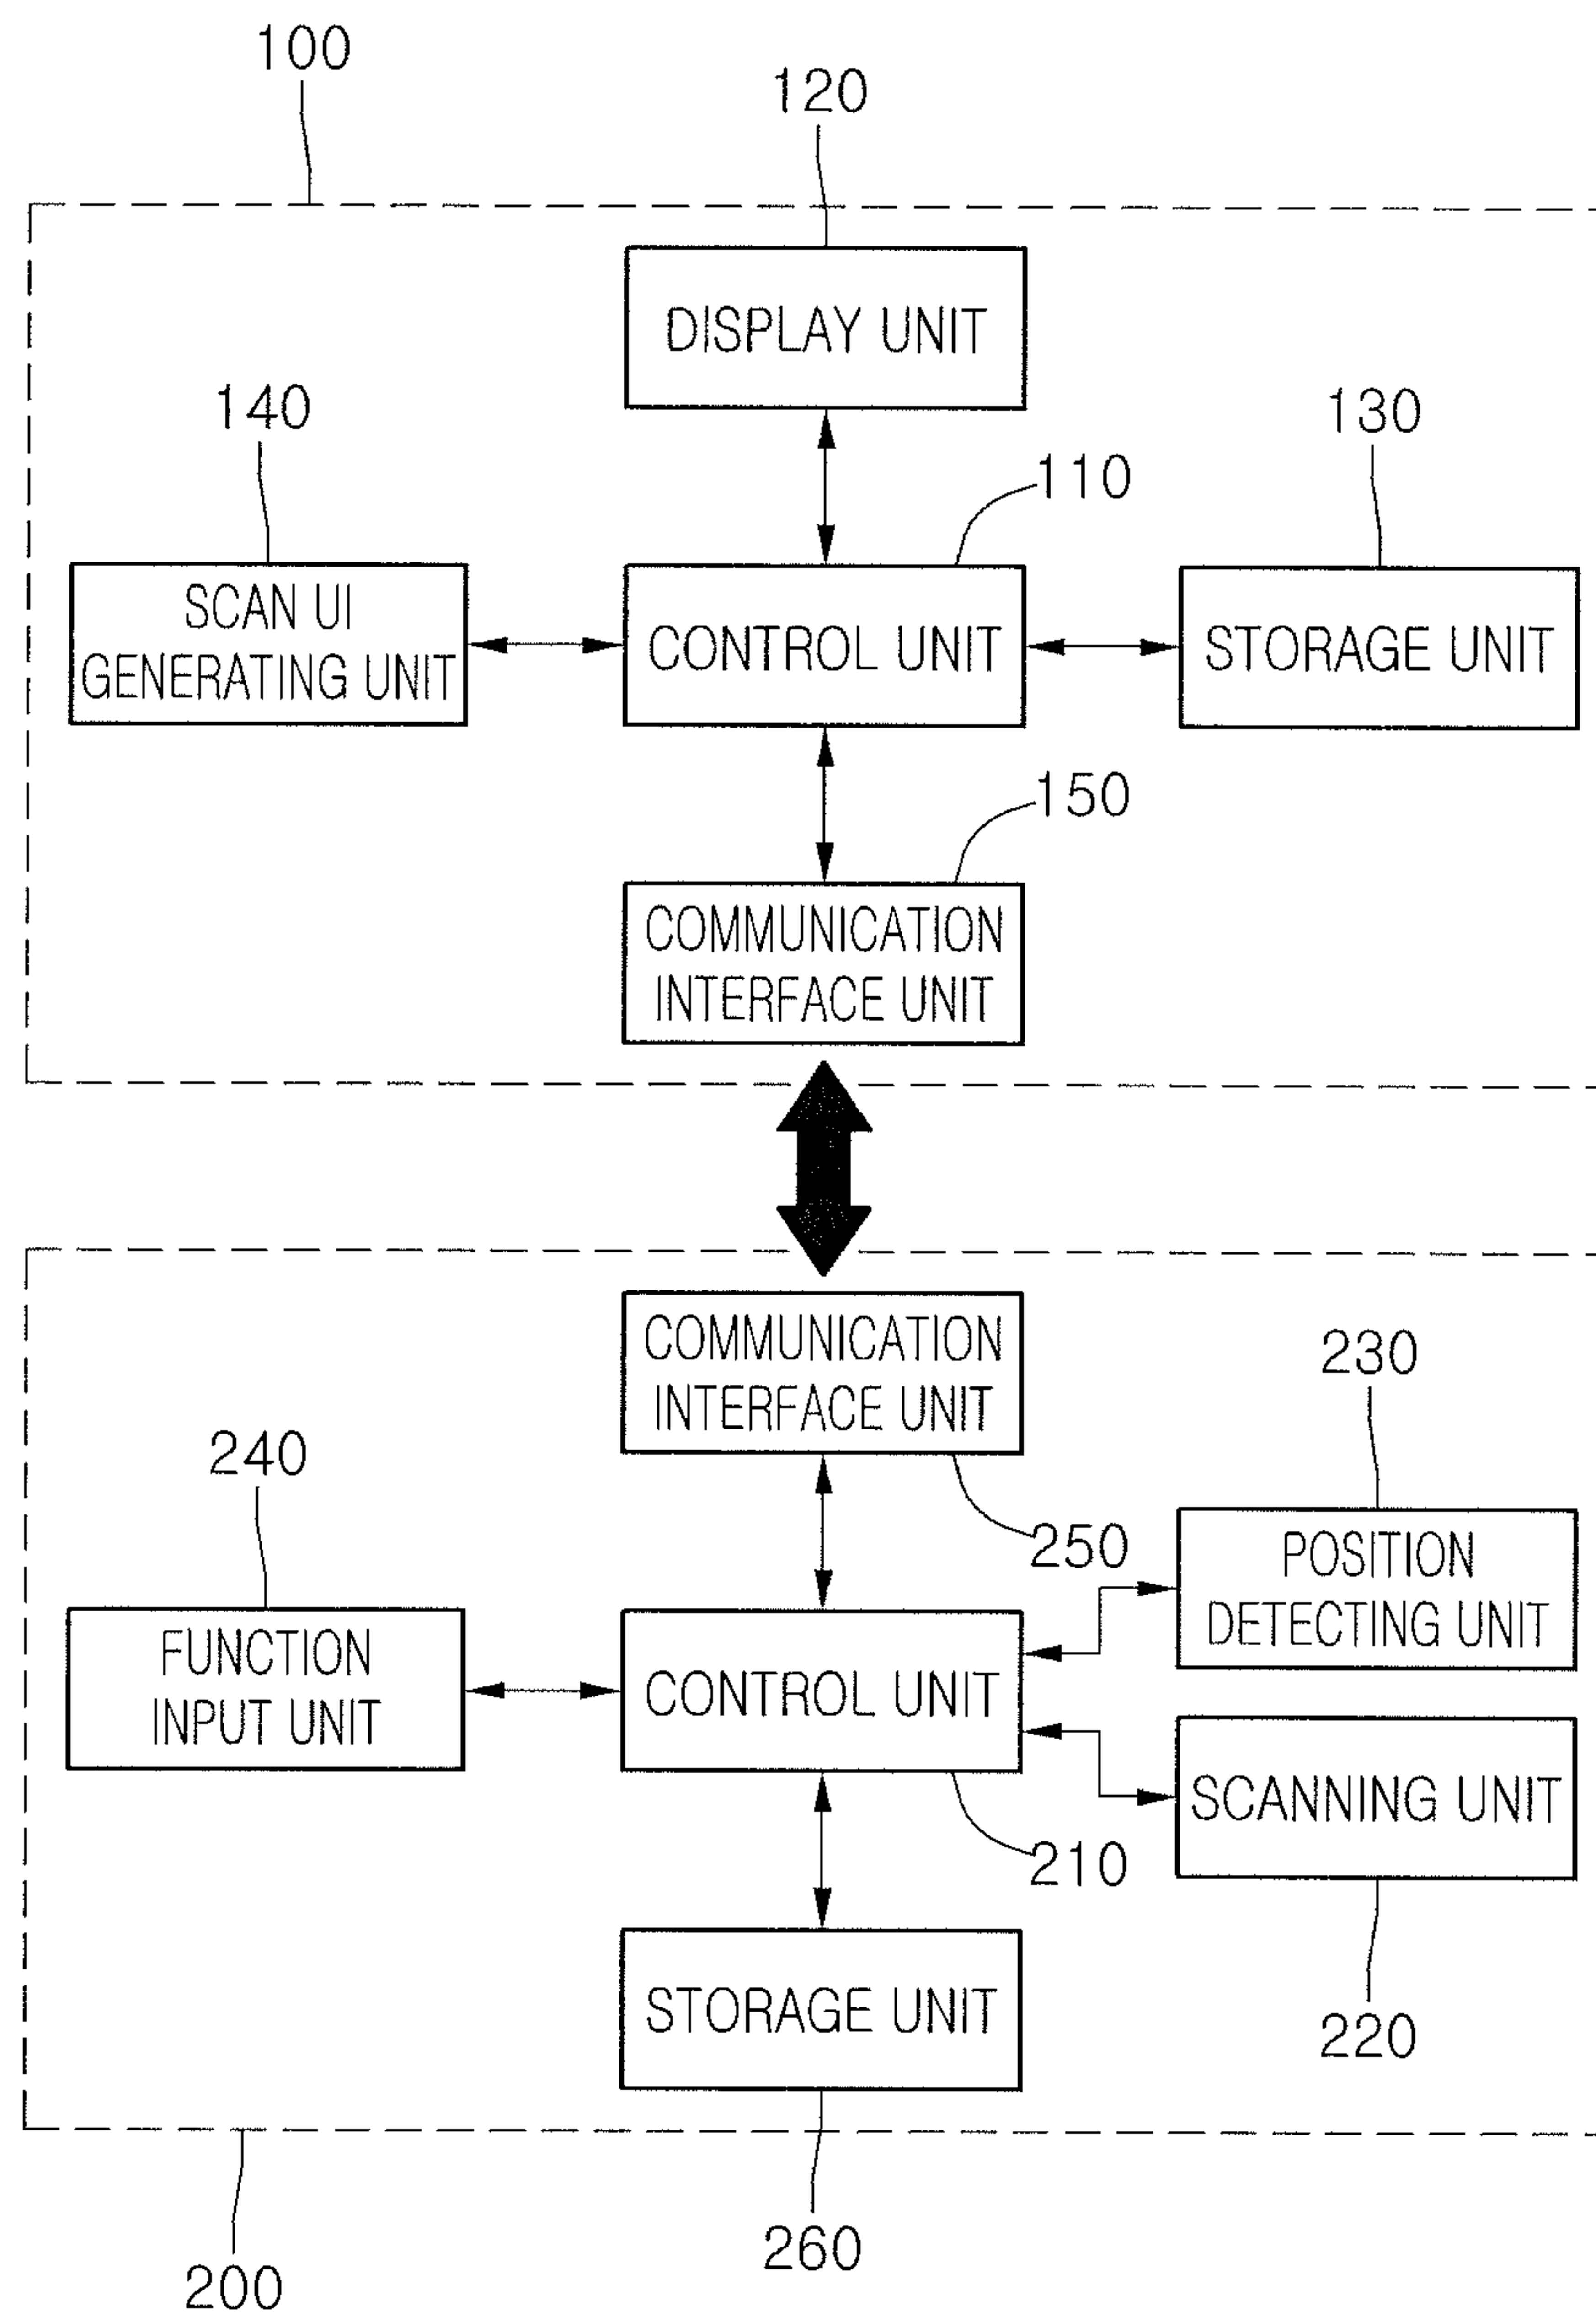 100
120
DISPLAY UNIT
140
130
110
SCAN UI
GENERATING UNIT
CONTROL UNIT
STORAGE UNIT
150
COMMUNICATION
INTERFACE UNIT
COMMUNICATION
INTERFACE UNIT
230
240
250
POSITION
DETECTING UNIT
FUNCTION
INPUT UNIT
CONTROL UNIT
SCANNING UNIT
210
STORAGE UNIT
220
260
200